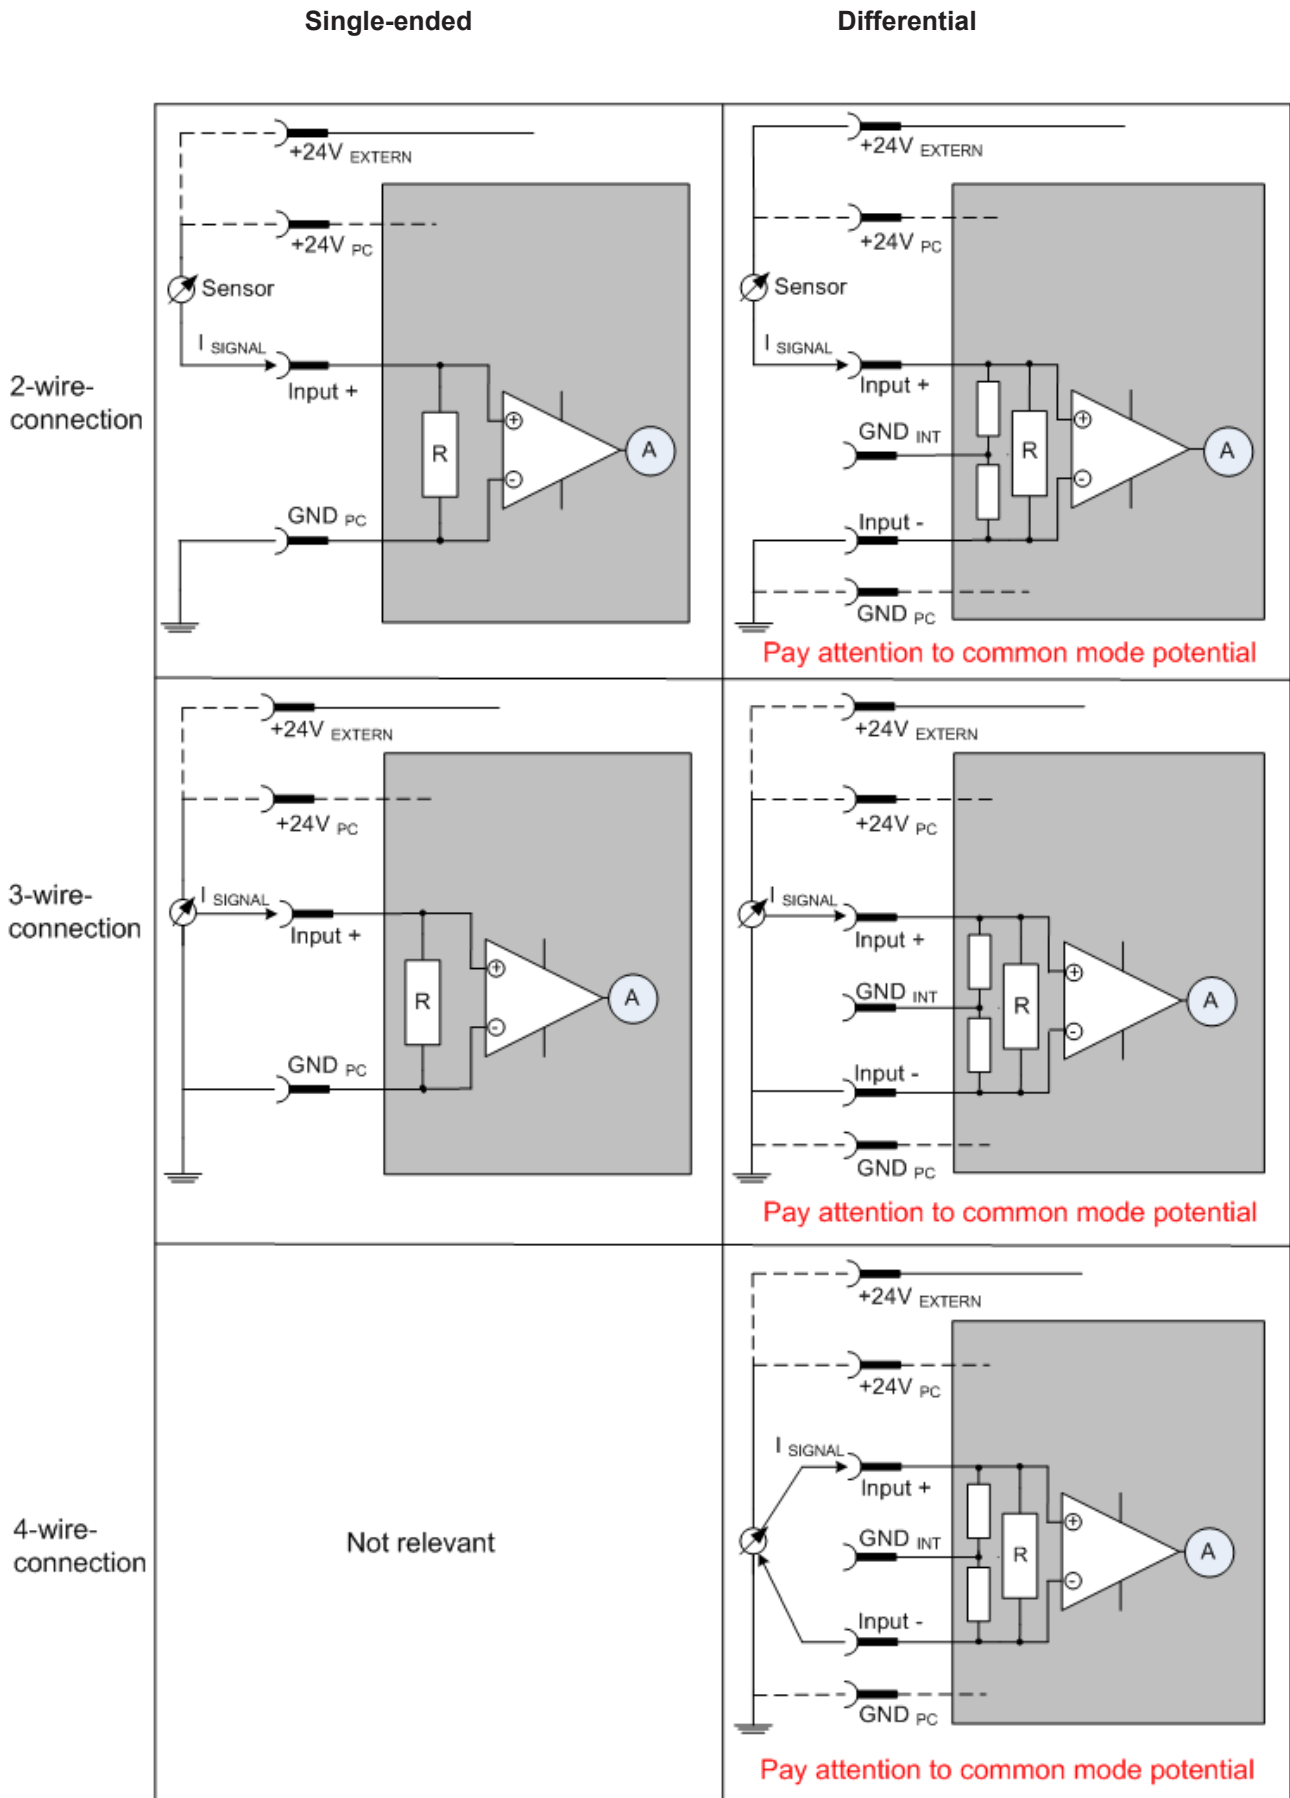 Single-ended
Differential
2-wire-
connection
+24V EXTERN
+24V PC
Sensor
I SIGNAL
Input +
R
+
-
A
GND PC
+24V EXTERN
+24V PC
Sensor
I SIGNAL
Input +
GND INT
R
+
-
A
Input -
GND PC
Pay attention to common mode potential
3-wire-
connection
+24V EXTERN
+24V PC
I SIGNAL
Input +
R
+
-
A
GND PC
+24V EXTERN
+24V PC
I SIGNAL
Input +
GND INT
R
+
-
A
Input -
GND PC
Pay attention to common mode potential
4-wire-
connection
Not relevant
+24V EXTERN
+24V PC
I SIGNAL
Input +
GND INT
R
+
-
A
Input -
GND PC
Pay attention to common mode potential